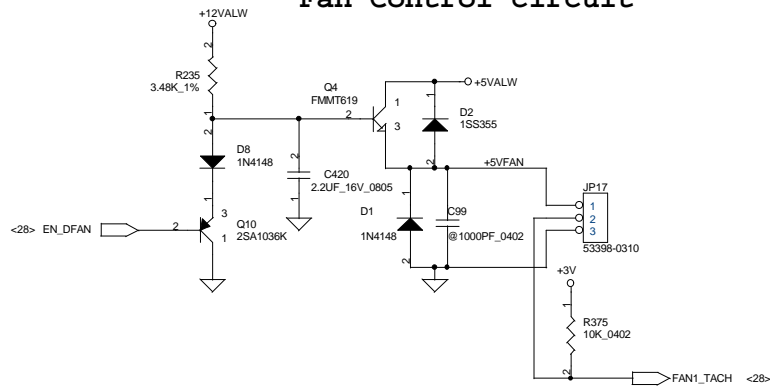 Fan Control circuit
+12VALW
2
R235
3.48K_1%
1
Q4
FMMT619
1
2
3
+5VALW
1
D2
1SS355
2
2
D8
1N4148
1
2
C420
2.2UF_16V_0805
1
+5VFAN
1
D1
1N4148
2
C99
@1000PF_0402
JP17
1
2
3
53398-0310
<28> EN_DFAN
2
3
Q10
1
2SA1036K
+3V
1
R375
10K_0402
2
FAN1_TACH <28>